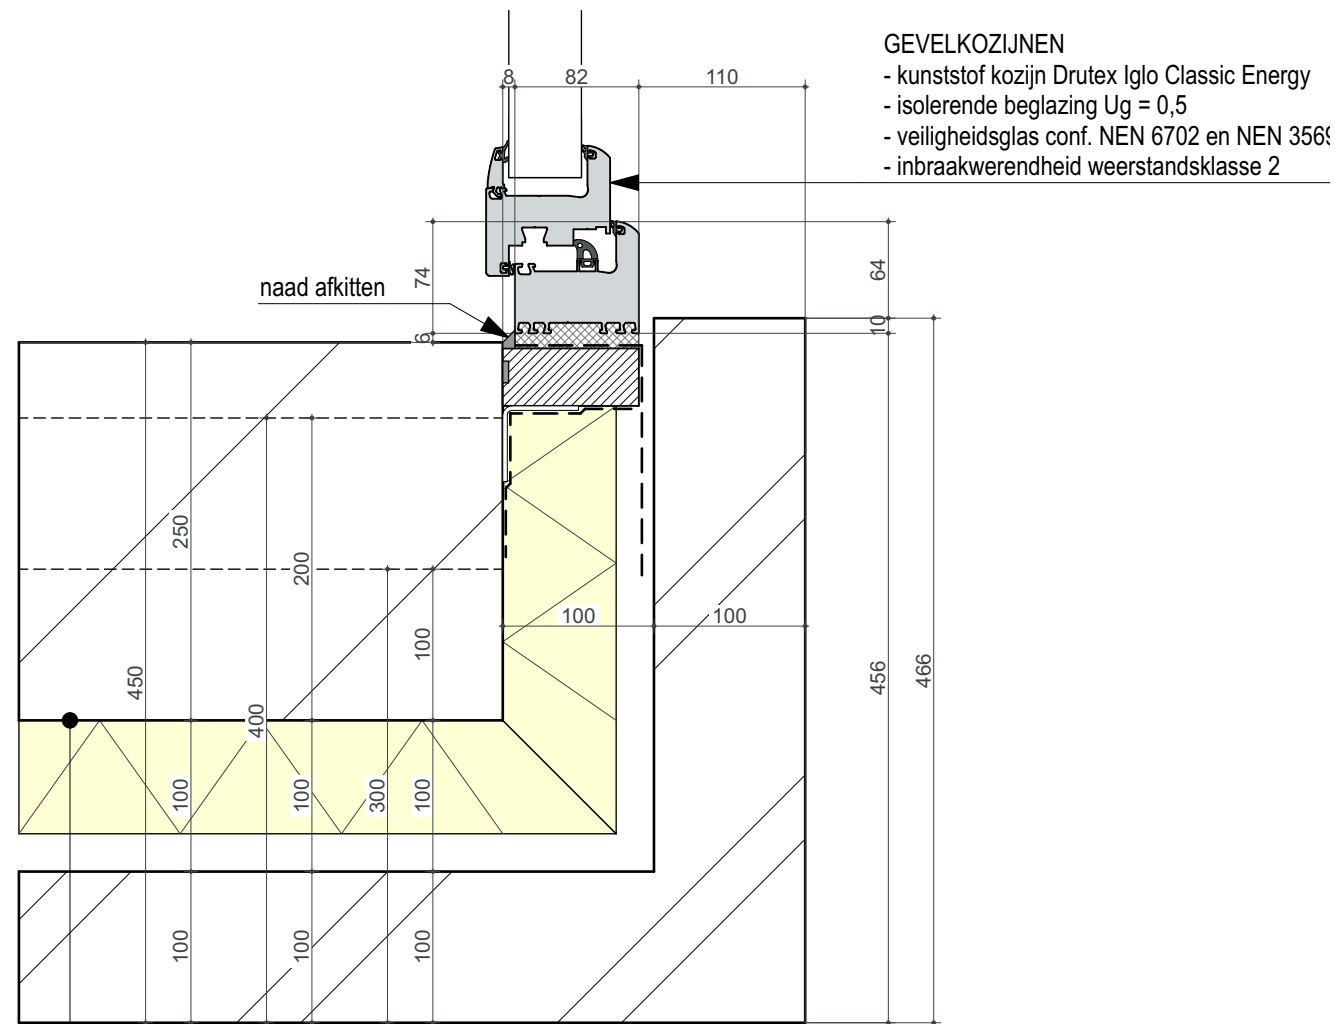 GEVELKOZIJNEN
- kunststof kozijn Drutex Iglo Classic Energy
- isolerende beglazing Ug = 0,5
- veiligheidsglas conf. NEN 6702 en NEN 3569
- inbraakwerendheid weerstandsklasse 2
8 82 110
74
64
naad afkitten
6
10
250
200
100 100
100
450
456
466
400
100
100
300
100
100
100
100